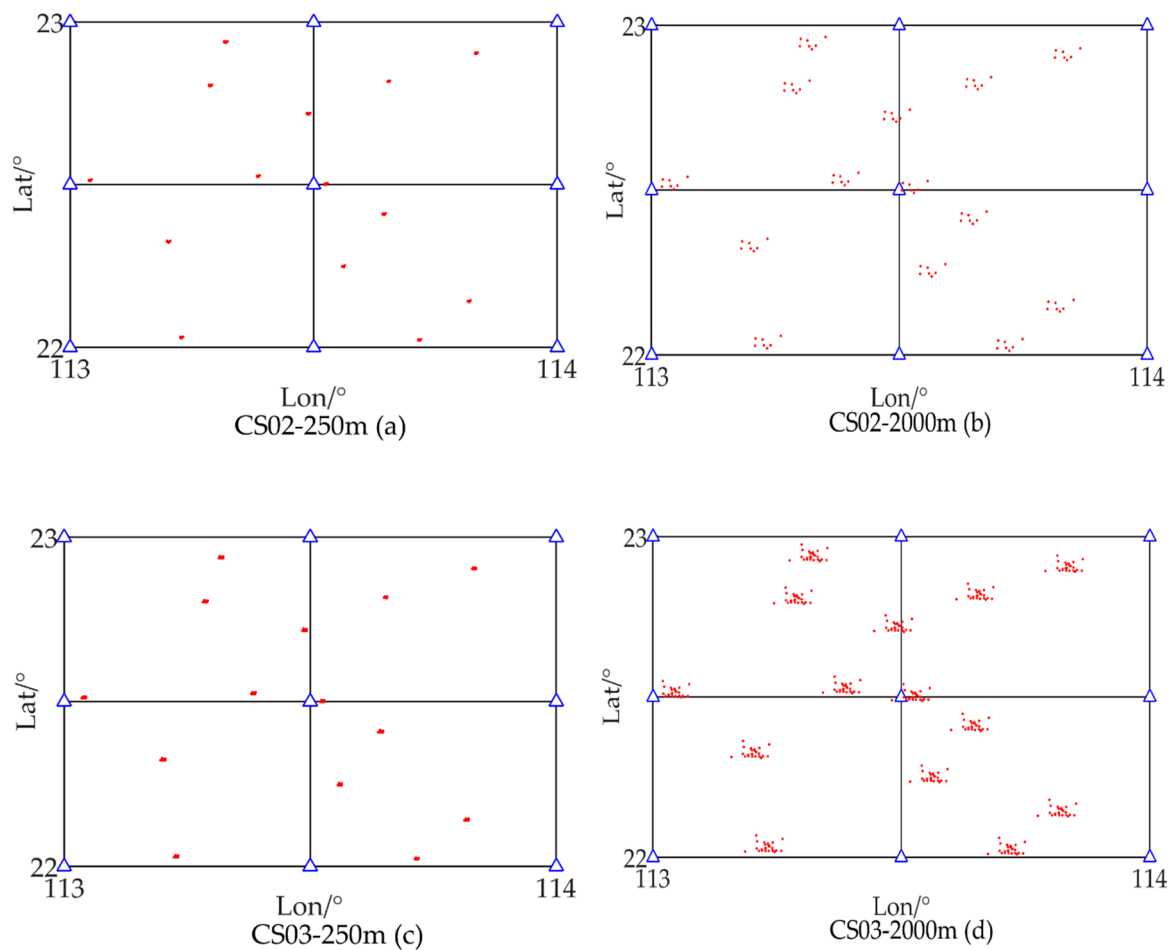 23
Lat/°
22
113
114
Lon/°
CS02-250m (a)
23
Lat/°
22
113
114
Lon/°
CS02-2000m (b)
23
Lat/°
22
113
114
Lon/°
CS03-250m (c)
23
Lat/°
22
113
114
Lon/°
CS03-2000m (d)